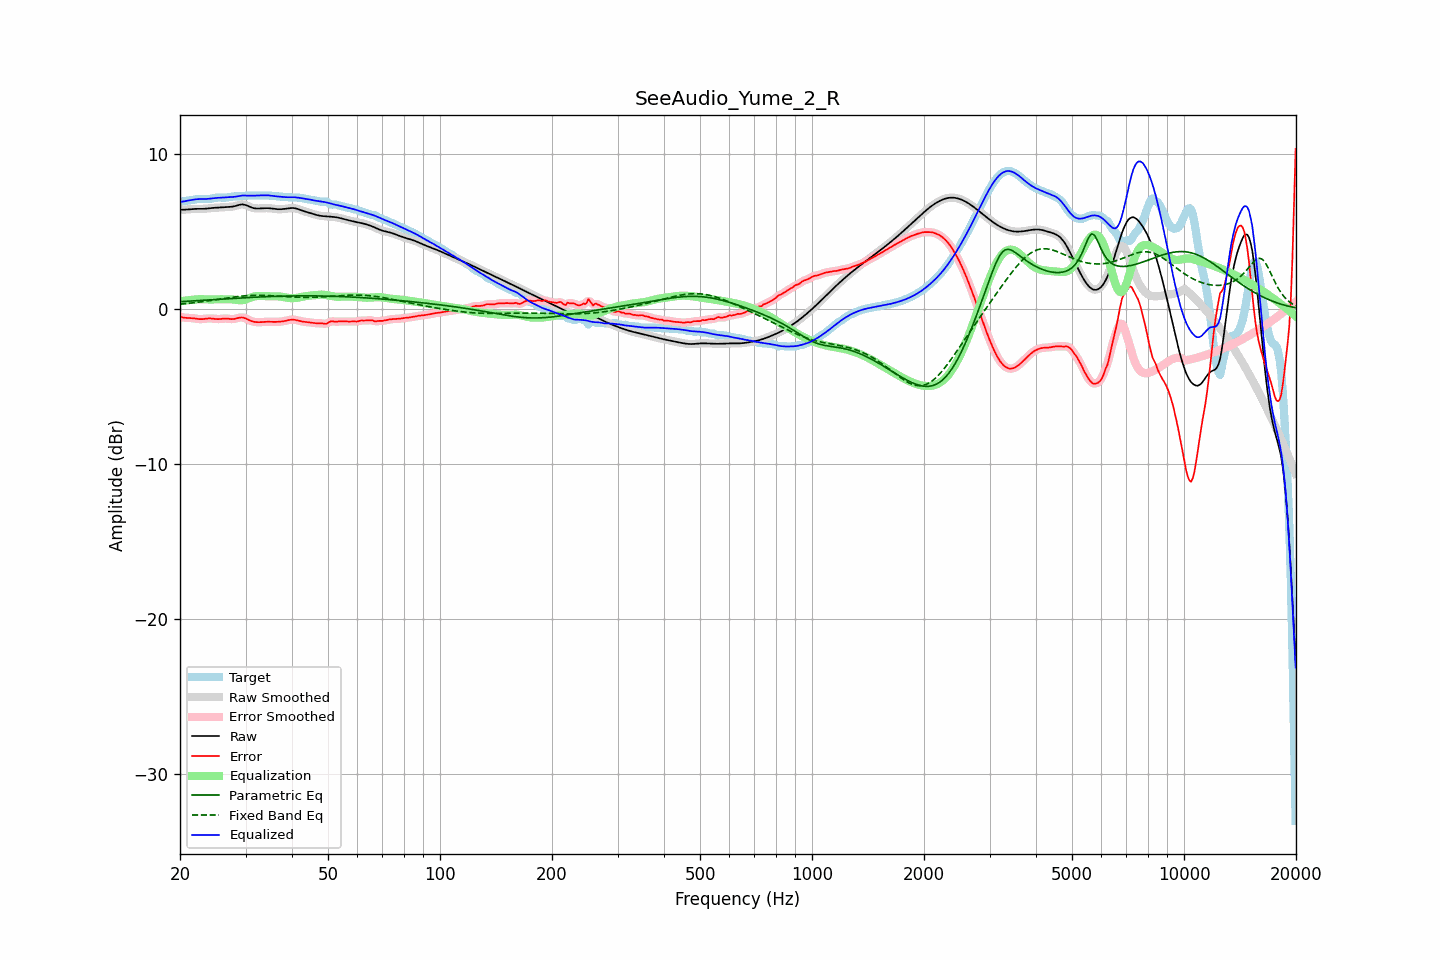 SeeAudio_Yume_2_R
Amplitude (dBr)
10
0
−10
−20
−30
Target
Raw Smoothed
Error Smoothed
Raw
Error
Equalization
Parametric Eq
Fixed Band Eq
Equalized
20 50 100 200 500 1000 2000 5000 10000 20000
Frequency (Hz)